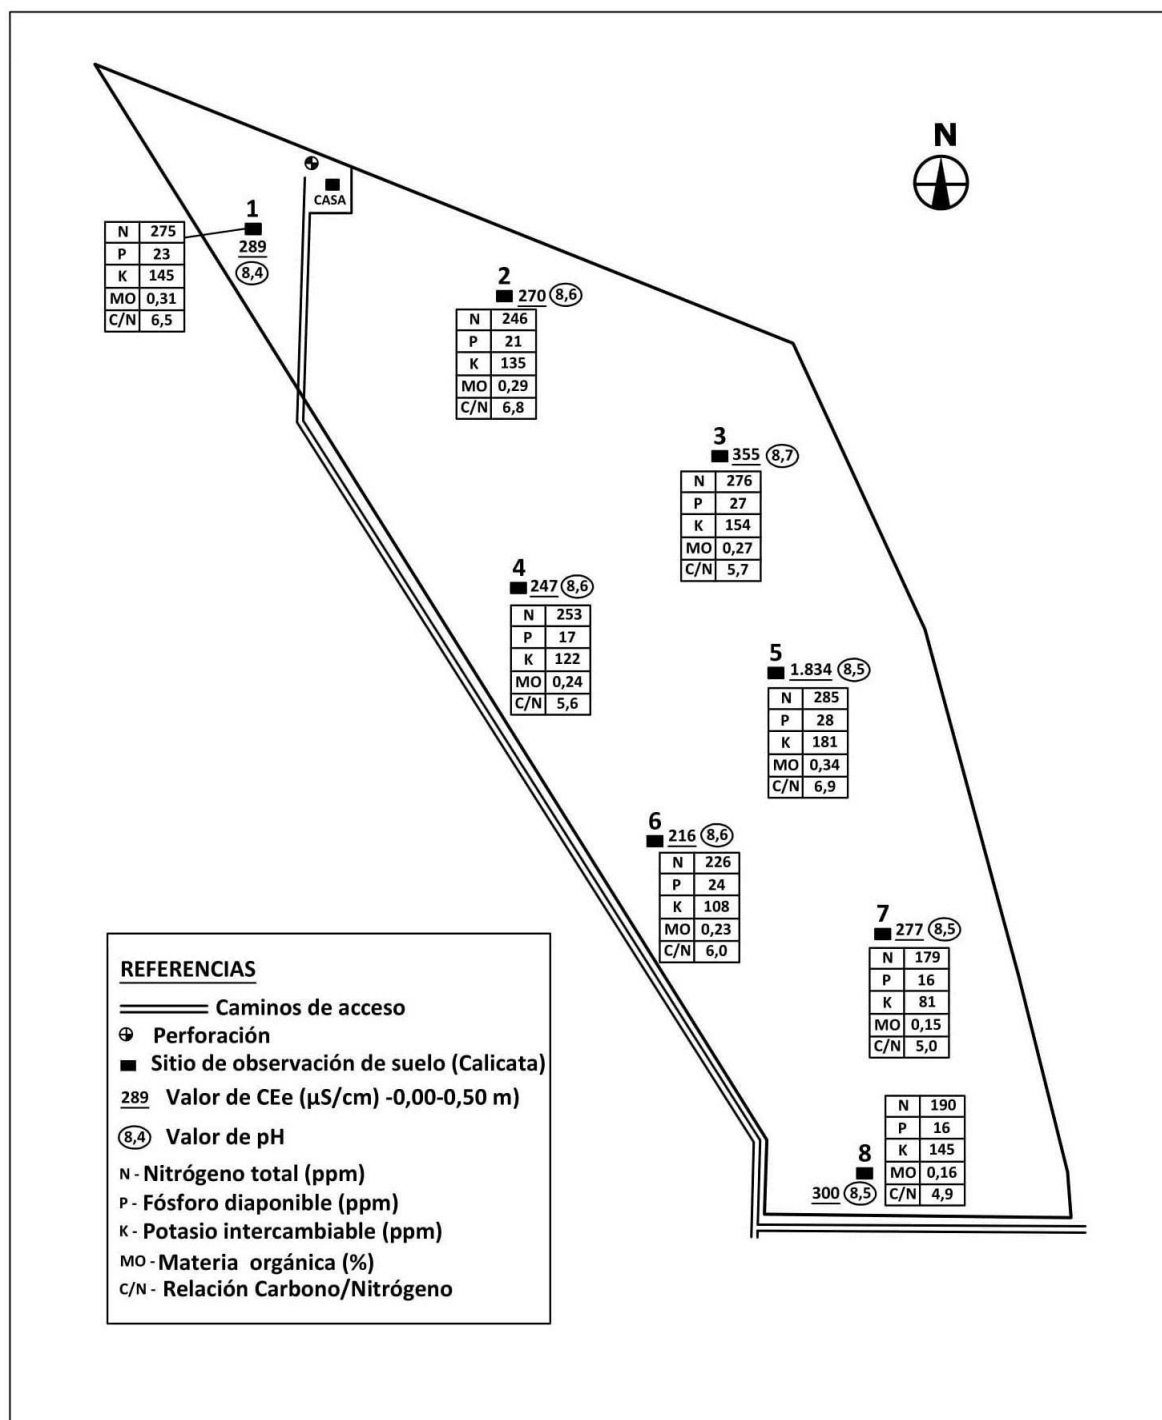 N
CASA
1
289
8,4
N 275
P 23
K 145
MO 0,31
C/N 6,5
2
270 8,6
N 246
P 21
K 135
MO 0,29
C/N 6,8
3
355 8,7
N 276
P 27
K 154
MO 0,27
C/N 5,7
4
247 8,6
N 253
P 17
K 122
MO 0,24
C/N 5,6
5
1.834 8,5
N 285
P 28
K 181
MO 0,34
C/N 6,9
6
216 8,6
N 226
P 24
K 108
MO 0,23
C/N 6,0
7
277 8,5
N 179
P 16
K 81
MO 0,15
C/N 5,0
8
300 8,5
N 190
P 16
K 145
MO 0,16
C/N 4,9
REFERENCIAS
Caminos de acceso
Perforación
Sitio de observación de suelo (Calicata)
289 Valor de CEe (µS/cm) -0,00-0,50 m)
8,4 Valor de pH
N - Nitrógeno total (ppm)
P - Fósforo diaponible (ppm)
K - Potasio intercambiable (ppm)
MO - Materia orgánica (%)
C/N - Relación Carbono/Nitrógeno